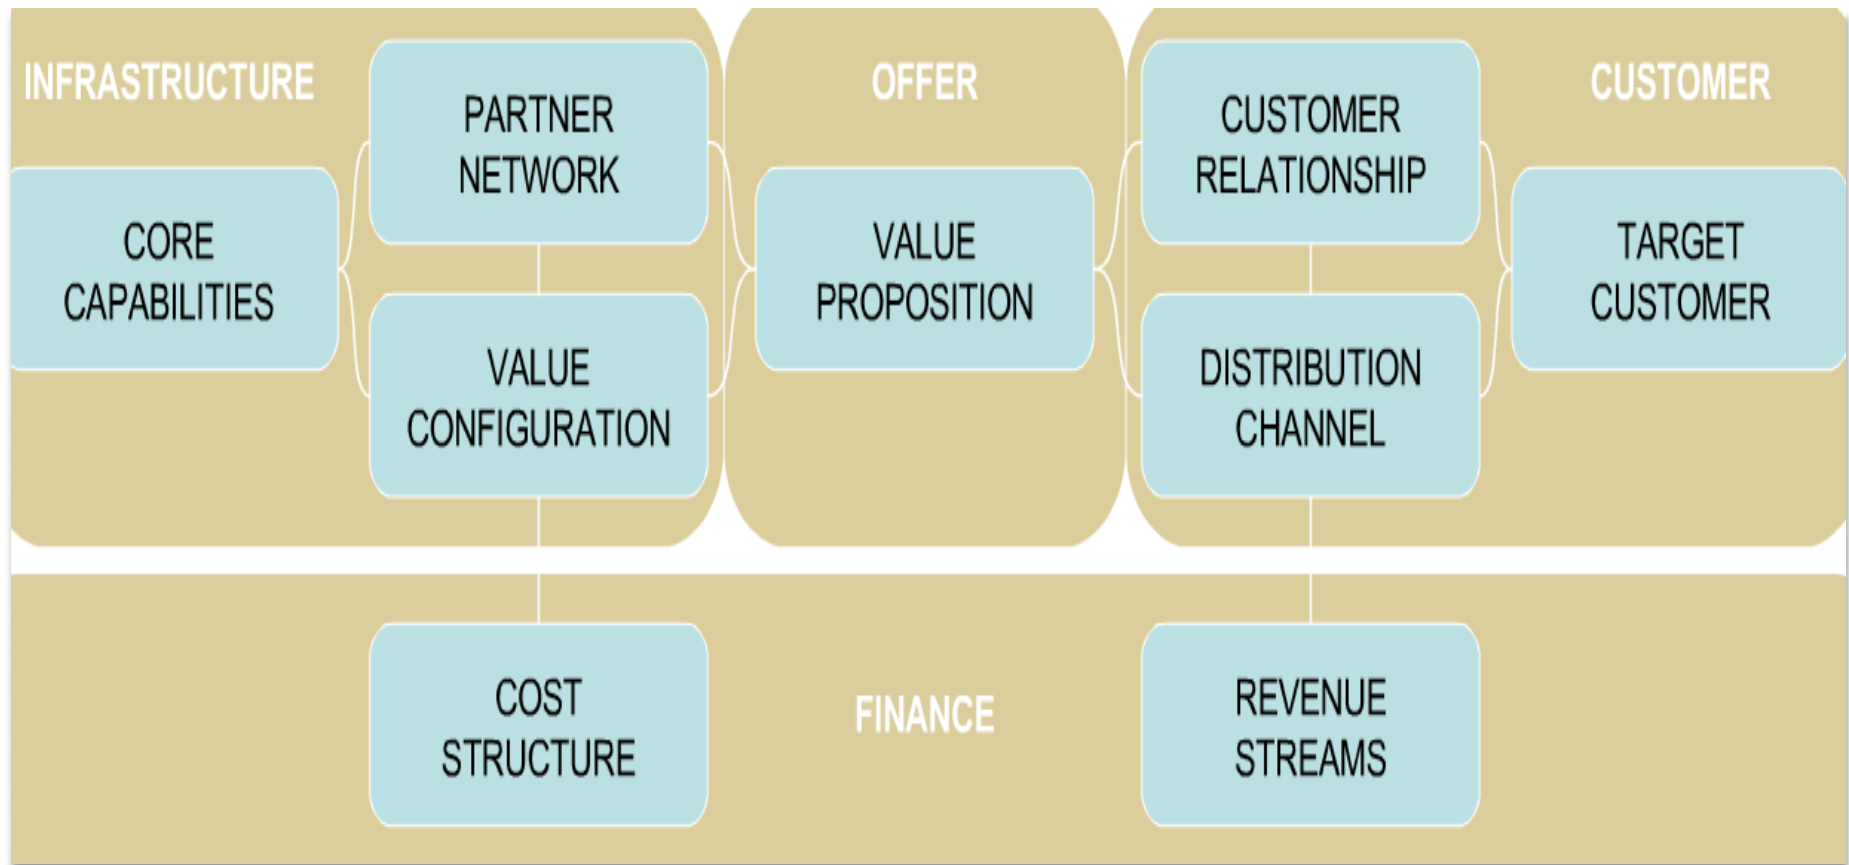 INFRASTRUCTURE
PARTNER
NETWORK
CORE
CAPABILITIES
VALUE
CONFIGURATION
OFFER
VALUE
PROPOSITION
CUSTOMER
CUSTOMER
RELATIONSHIP
DISTRIBUTION
CHANNEL
TARGET
CUSTOMER
COST
STRUCTURE
FINANCE
REVENUE
STREAMS